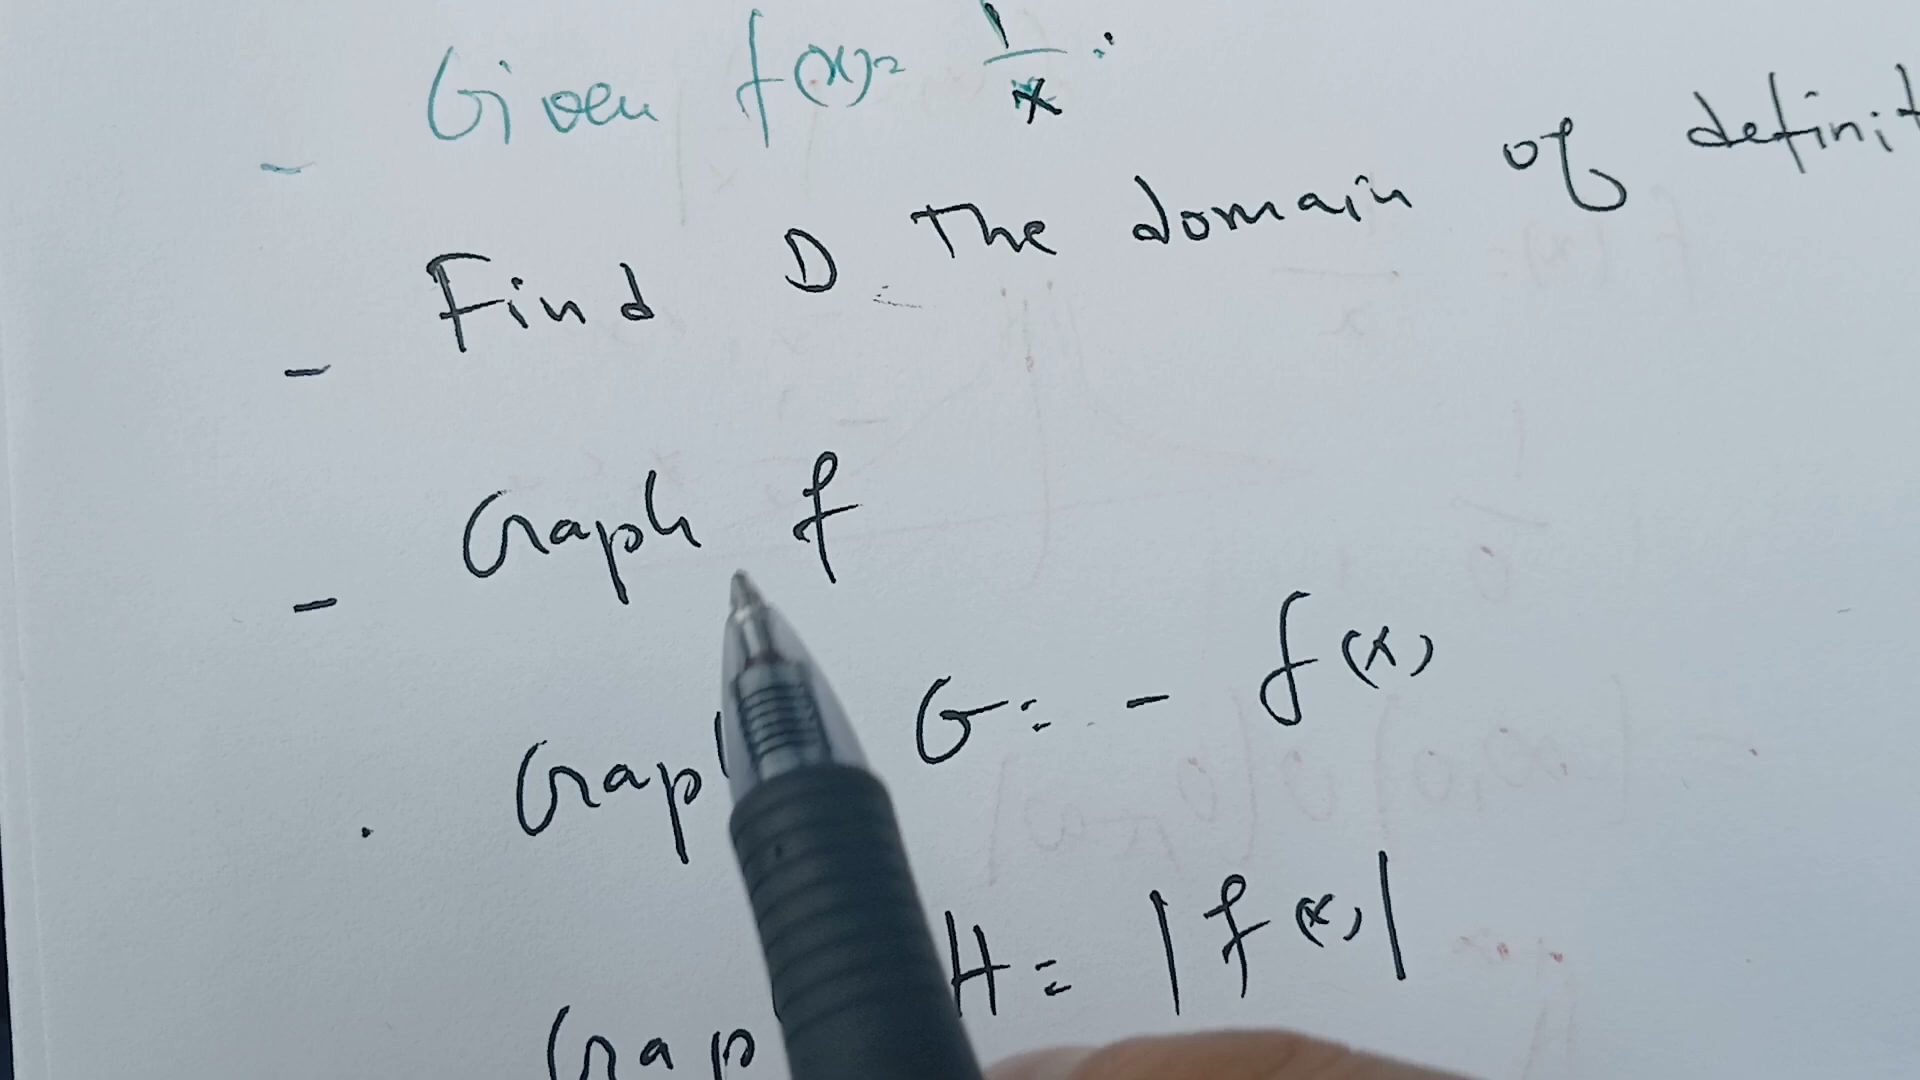 - Given f(x)= 1/x.
- Find D. The domain of definit
- Graph f
. Grap G= - f(x)
Grap H= |f(x)|